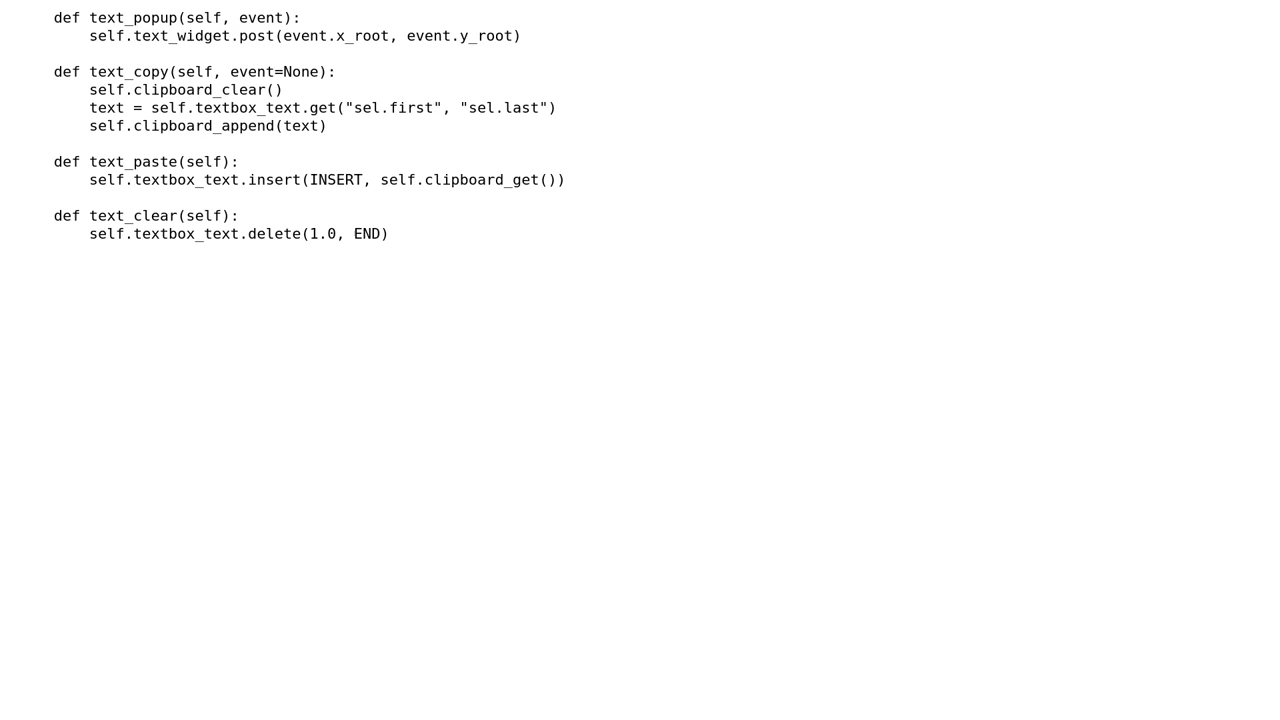 def text_popup(self, event):
    self.text_widget.post(event.x_root, event.y_root)

def text_copy(self, event=None):
    self.clipboard_clear()
    text = self.textbox_text.get("sel.first", "sel.last")
    self.clipboard_append(text)

def text_paste(self):
    self.textbox_text.insert(INSERT, self.clipboard_get())

def text_clear(self):
    self.textbox_text.delete(1.0, END)